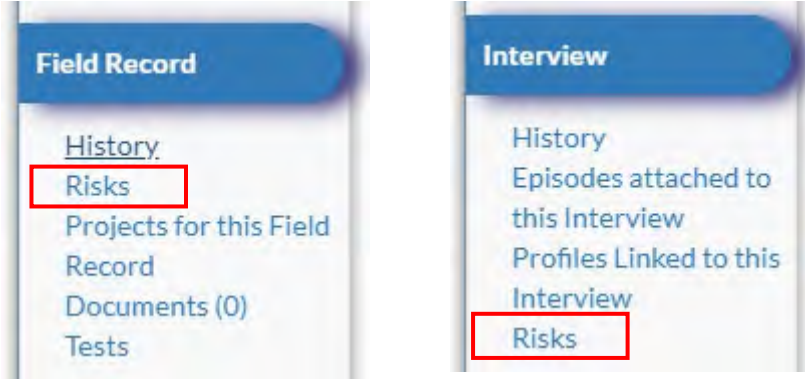 Field Record
History
Risks
Projects for this Field
Record
Documents (0)
Tests
Interview
History
Episodes attached to
this Interview
Profiles Linked to this
Interview
Risks